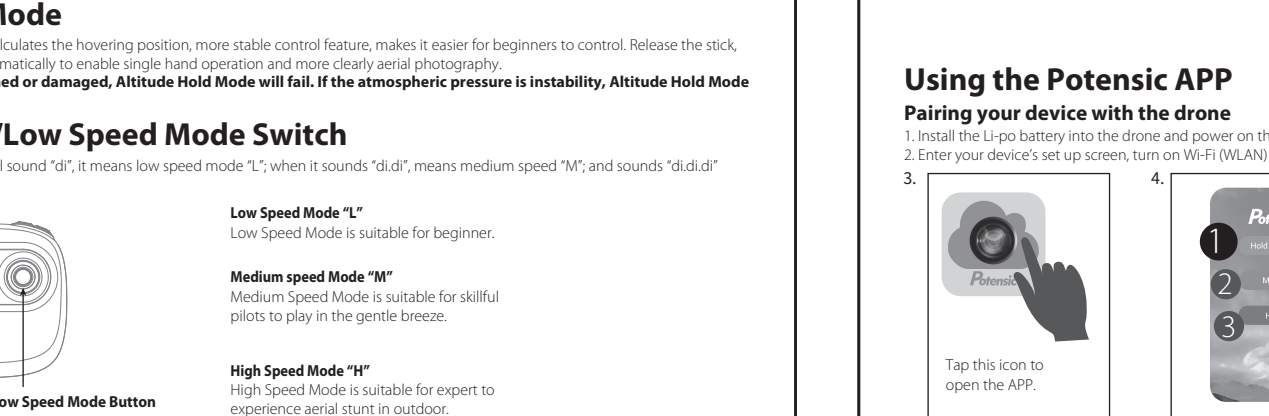 Mode
lculates the hovering position, more stable control feature, makes it easier for beginners to control. Release the stick,
matically to enable single hand operation and more clearly aerial photography.
ned or damaged, Altitude Hold Mode will fail. If the atmospheric pressure is instability, Altitude Hold Mode
/Low Speed Mode Switch
l sound “di”, it means low speed mode “L”; when it sounds “di.di”, means medium speed “M”; and sounds “di.di.di”
Low Speed Mode “L”
Low Speed Mode is suitable for beginner.
Medium speed Mode “M”
Medium Speed Mode is suitable for skillful
pilots to play in the gentle breeze.
High Speed Mode “H”
High Speed Mode is suitable for expert to
experience aerial stunt in outdoor.
ow Speed Mode Button
Using the Potensic APP
Pairing your device with the drone
1. Install the Li-po battery into the drone and power on th
2. Enter your device’s set up screen, turn on Wi-Fi (WLAN)
3.
Potensic
Tap this icon to
open the APP.
4.
Pot
1
Hold
2
M
3
H